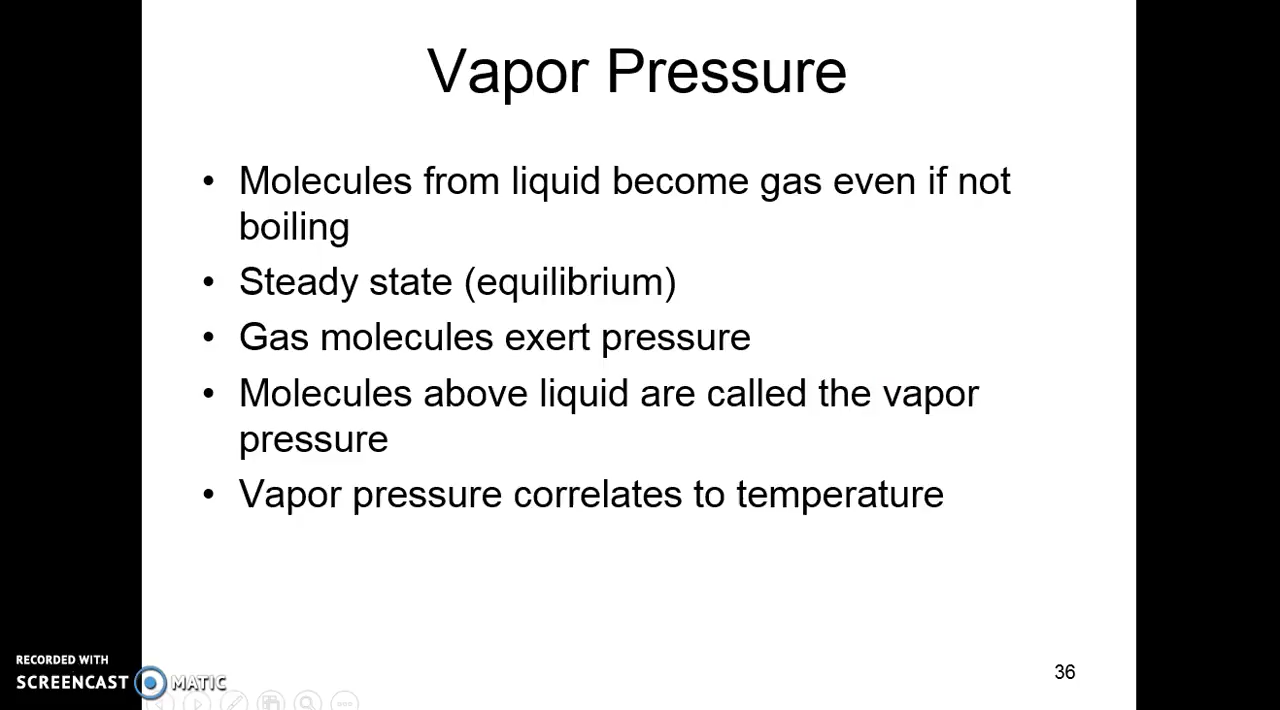 Vapor Pressure
• Molecules from liquid become gas even if not
boiling
• Steady state (equilibrium)
• Gas molecules exert pressure
• Molecules above liquid are called the vapor
pressure
• Vapor pressure correlates to temperature
RECORDED WITH
SCREENCAST MATIC
36